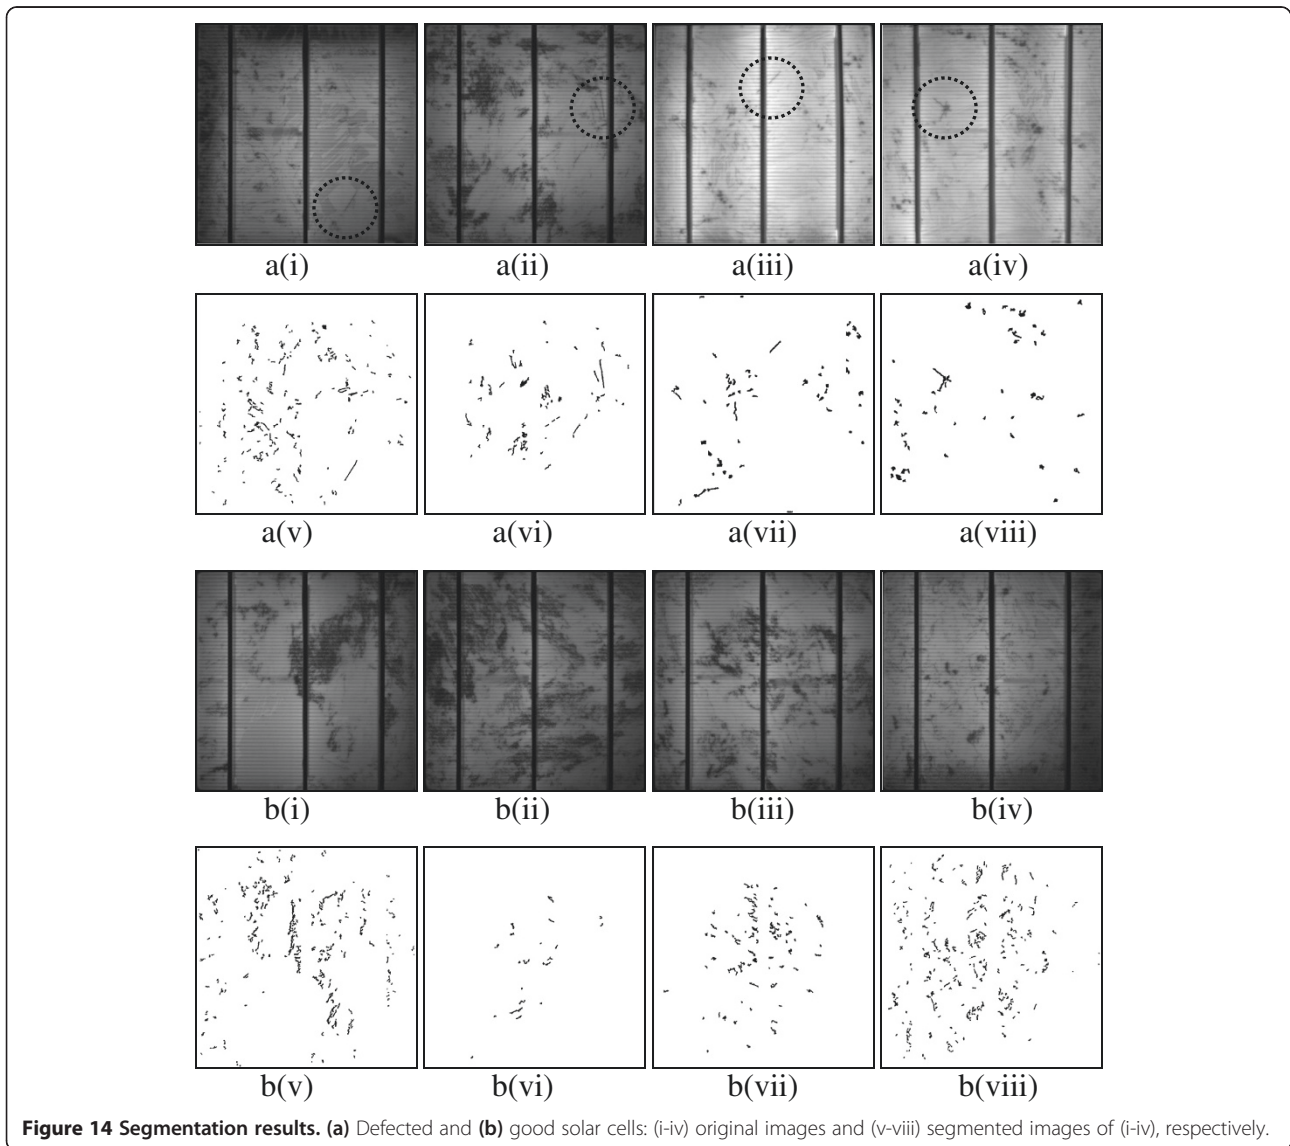 a(i) a(ii) a(iii) a(iv)
a(v) a(vi) a(vii) a(viii)
b(i) b(ii) b(iii) b(iv)
b(v) b(vi) b(vii) b(viii)
Figure 14 Segmentation results. (a) Defected and (b) good solar cells: (i-iv) original images and (v-viii) segmented images of (i-iv), respectively.